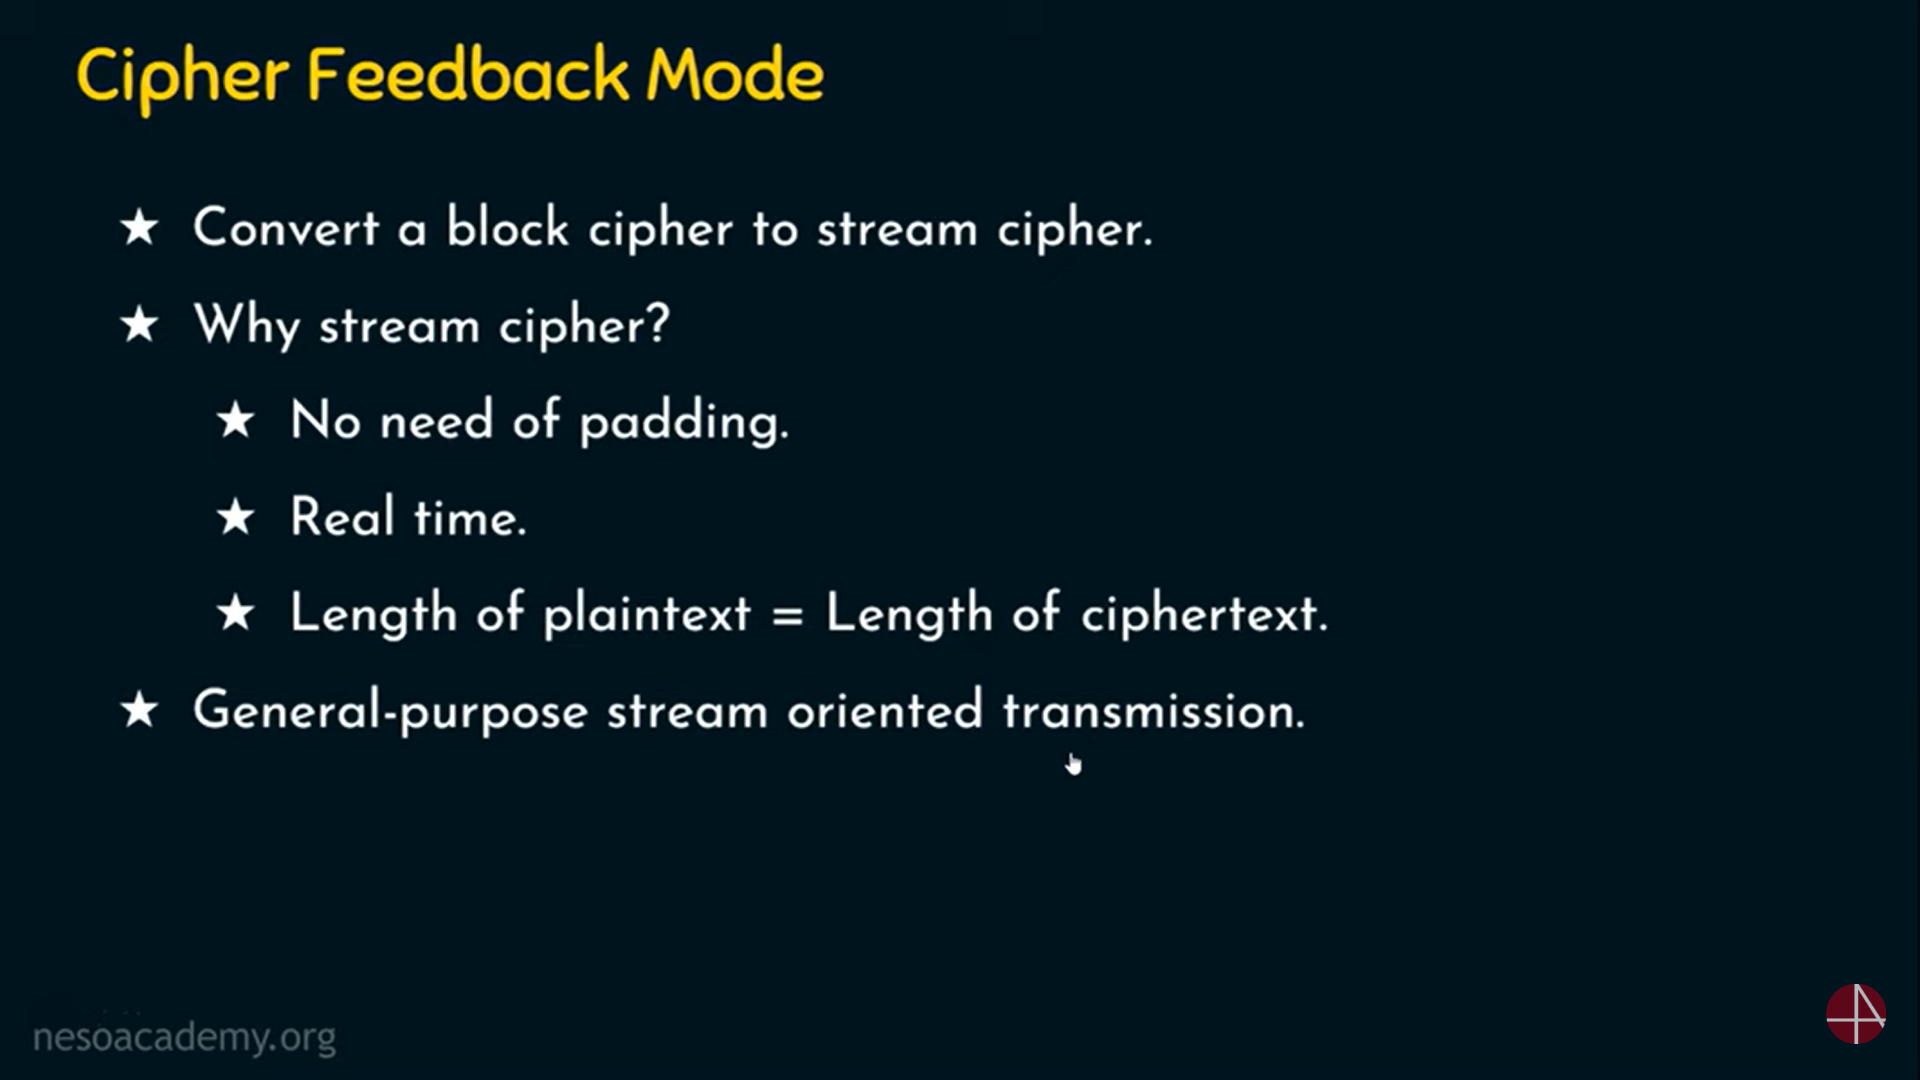 Cipher Feedback Mode
★ Convert a block cipher to stream cipher.
★ Why stream cipher?
★ No need of padding.
★ Real time.
★ Length of plaintext = Length of ciphertext.
★ General-purpose stream oriented transmission.
nesoacademy.org